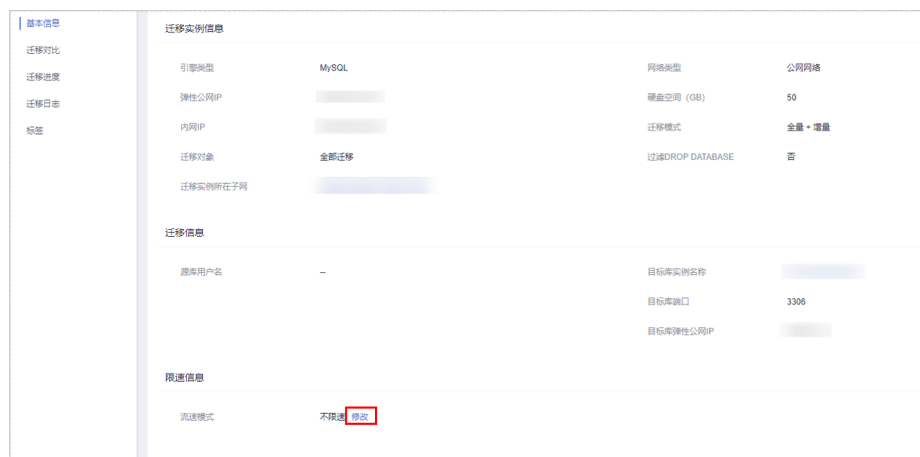 基本信息
迁移对比
迁移进度
迁移日志
标签
迁移实例信息
引擎类型 MySQL 网络类型 公网网络
弹性公网IP 硬盘空间（GB） 50
内网IP 迁移模式 全量 + 增量
迁移对象 全部迁移 过滤DROP DATABASE 否
迁移实例所在子网
迁移信息
源库用户名 -- 目标库实例名称
目标库端口 3306
目标库弹性公网IP
限速信息
流速模式 不限速 修改